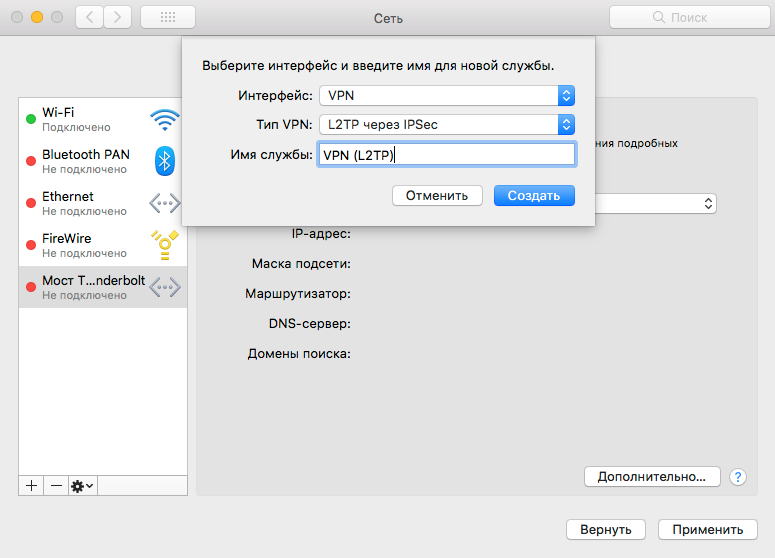 Сеть
Поиск
Выберите интерфейс и введите имя для новой службы.
Интерфейс: VPN
Тип VPN: L2TP через IPSec
Имя службы: VPN (L2TP)
Отменить Создать
Wi-Fi
Подключено
Bluetooth PAN
Не подключено
Ethernet
Не подключено
FireWire
Не подключено
Мост T...nderbolt
Не подключено
ния подробных
IP-адрес:
Маска подсети:
Маршрутизатор:
DNS-сервер:
Домены поиска:
Дополнительно... ?
Вернуть Применить